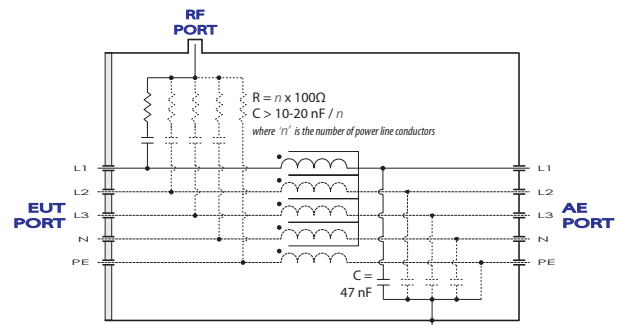 RF
PORT
R = n x 100Ω
C > 10-20 nF / n
where 'n' is the number of power line conductors
L1
L1
L2
L2
EUT
PORT
L3
L3
AE
PORT
N
N
PE
PE
C =
47 nF